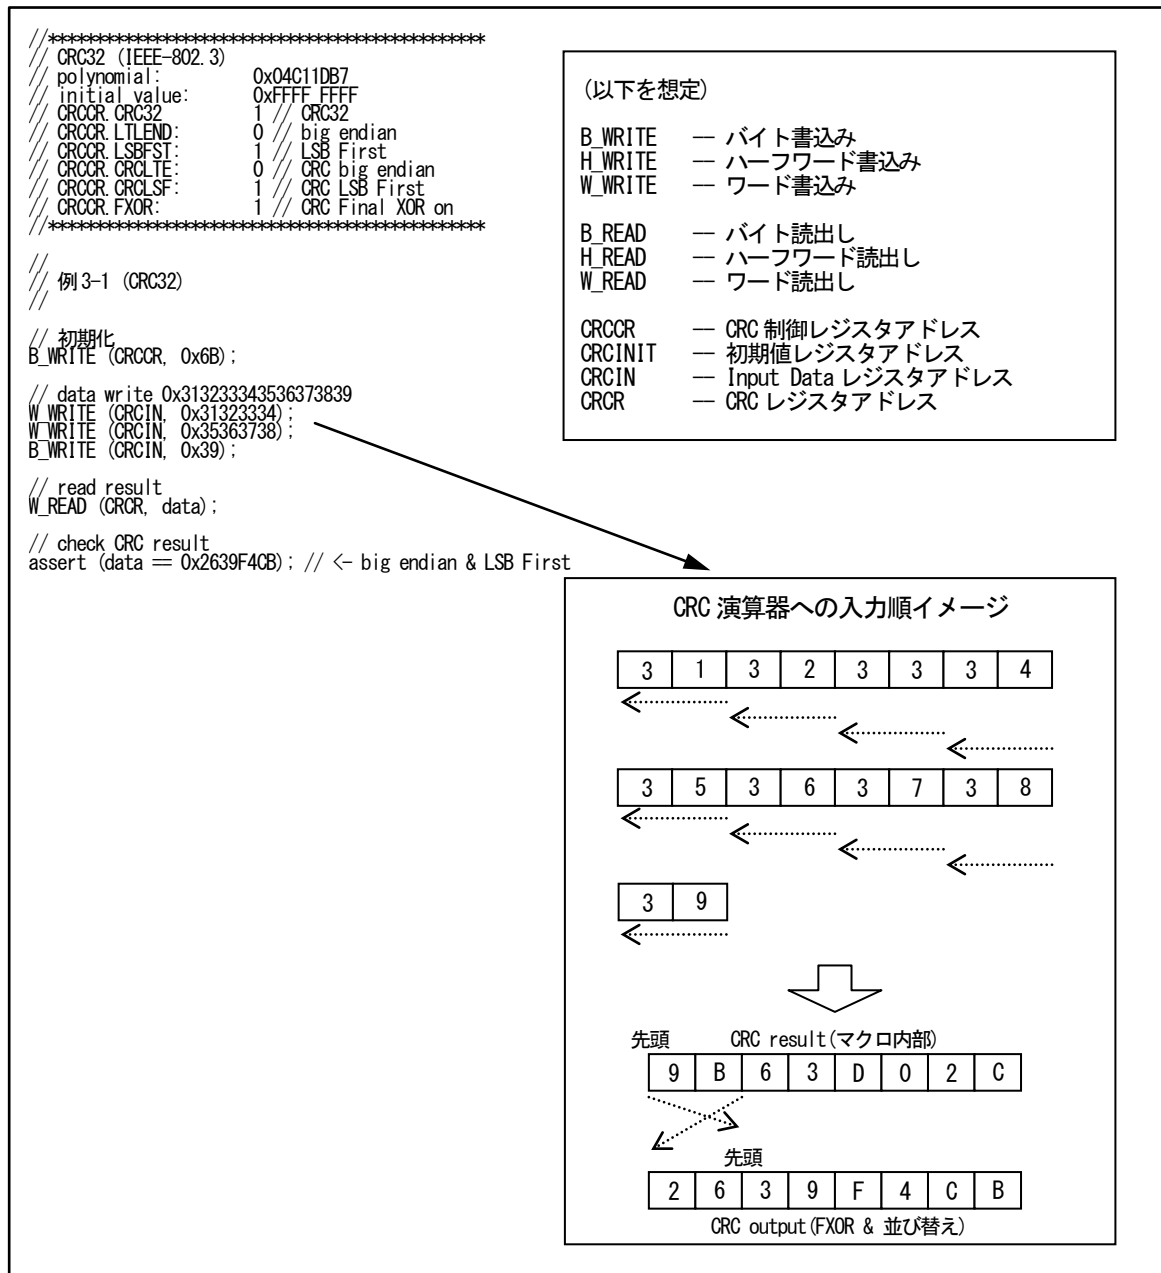 //*********************************************
// CRC32 (IEEE-802.3)
// polynomial: 0x04C11DB7
// initial value: 0xFFFF_FFFF
// CRCCR.CRC32 1 // CRC32
// CRCCR.LTLEND: 0 // big endian
// CRCCR.LSBFST: 1 // LSB First
// CRCCR.CRCLTE: 0 // CRC big endian
// CRCCR.CRCLSF: 1 // CRC LSB First
// CRCCR.FXOR: 1 // CRC Final XOR on
//*********************************************
//
// 例3-1 (CRC32)
//
// 初期化
B_WRITE (CRCCR, 0x6B);
// data write 0x313233343536373839
W_WRITE (CRCIN, 0x31323334);
W_WRITE (CRCIN, 0x35363738);
B_WRITE (CRCIN, 0x39);
// read result
W_READ (CRCR, data);
// check CRC result
assert (data == 0x2639F4CB); // <- big endian & LSB First
(以下を想定)
B_WRITE -- バイト書込み
H_WRITE -- ハーフワード書込み
W_WRITE -- ワード書込み
B_READ -- バイト読出し
H_READ -- ハーフワード読出し
W_READ -- ワード読出し
CRCCR -- CRC 制御レジスタアドレス
CRCINIT -- 初期値レジスタアドレス
CRCIN -- Input Data レジスタアドレス
CRCR -- CRC レジスタアドレス
CRC 演算器への入力順イメージ
3 1 3 2 3 3 3 4
3 5 3 6 3 7 3 8
3 9
先頭 CRC result(マクロ内部)
9 B 6 3 D 0 2 C
先頭
2 6 3 9 F 4 C B
CRC output(FXOR & 並び替え)